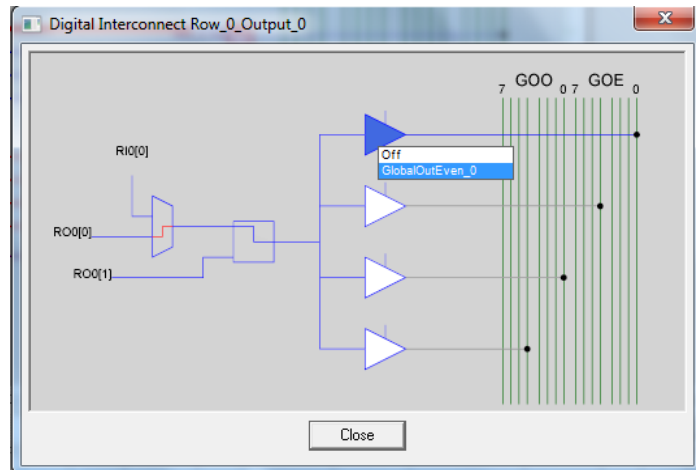 Digital Interconnect Row_0_Output_0
x
7 GOO 0 7 GOE 0
Off
GlobalOutEven_0
RI0[0]
RO0[0]
RO0[1]
Close